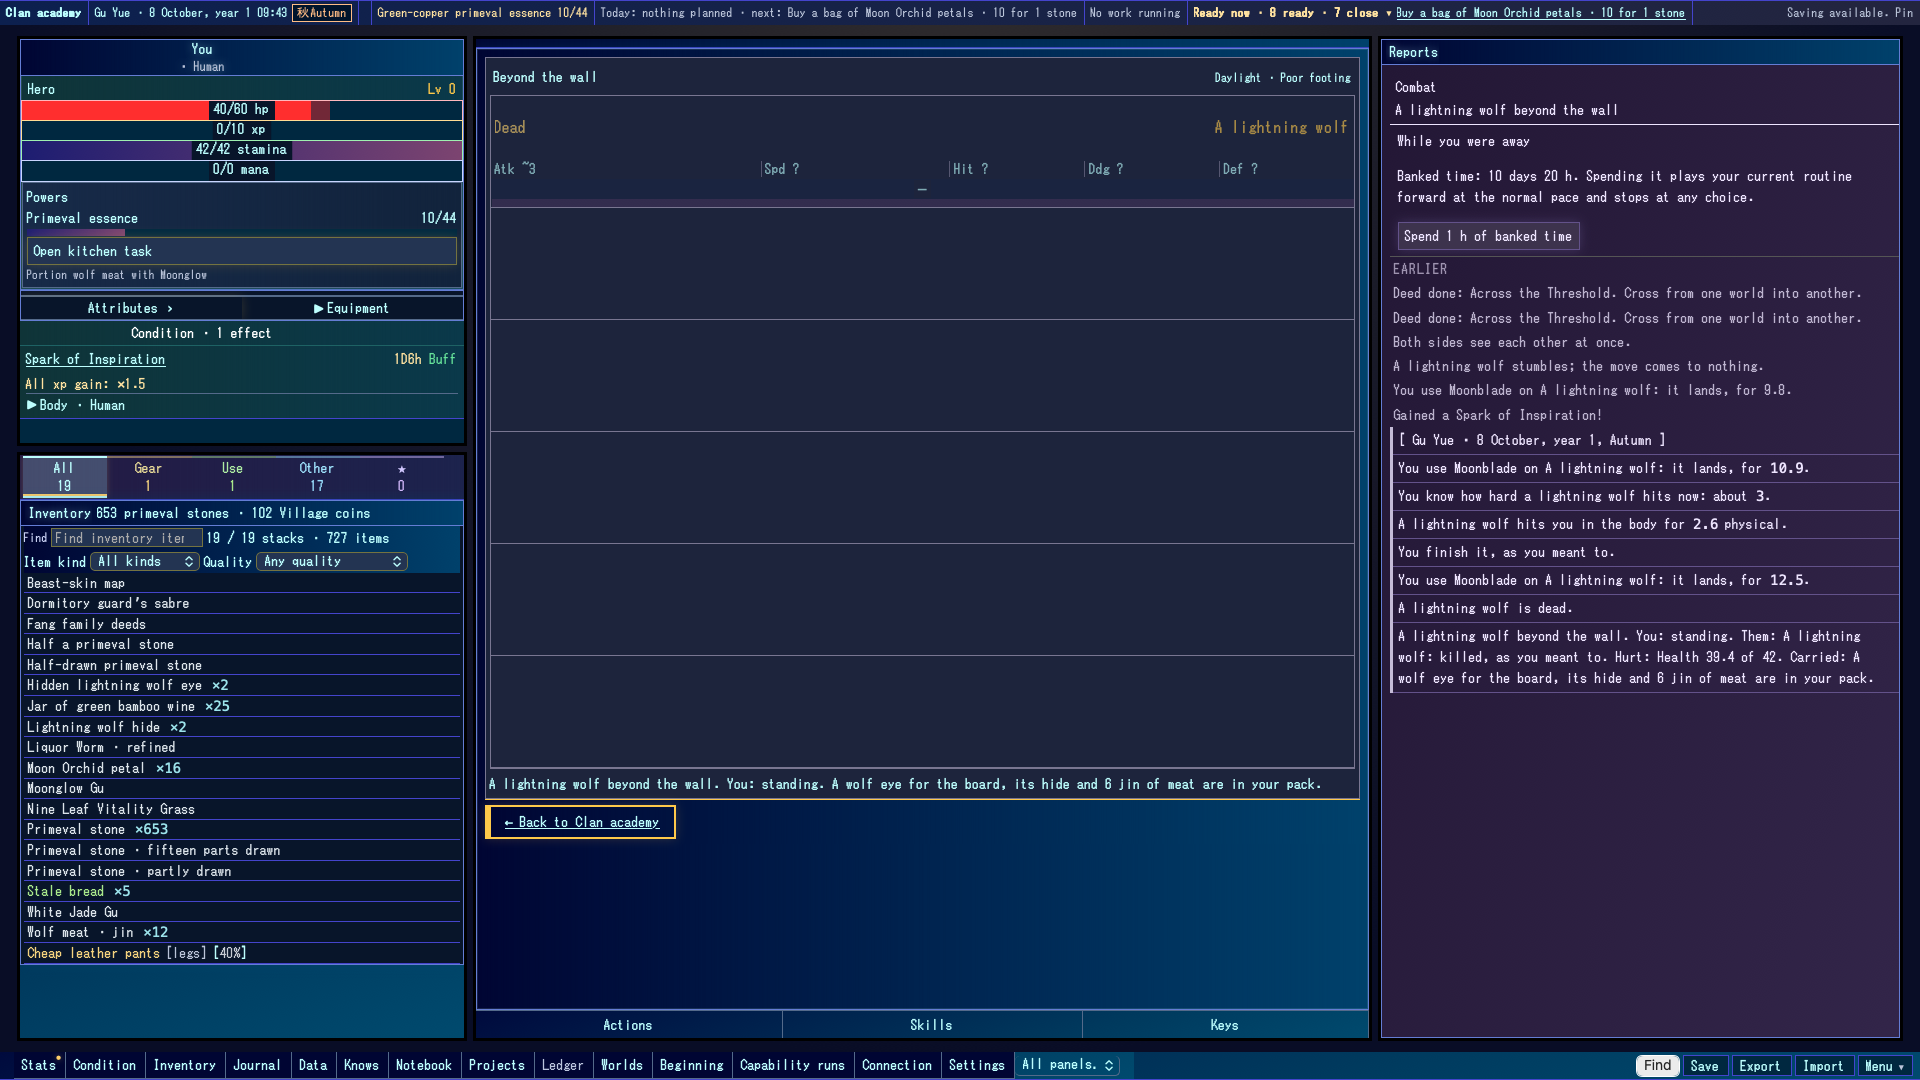 Clan academy
Gu Yue · 8 October, year 1 09:43 秋Autumn
Green-copper primeval essence 10/44
Today: nothing planned · next: Buy a bag of Moon Orchid petals · 10 for 1 stone
No work running
Ready now · 8 ready · 7 close ▾ Buy a bag of Moon Orchid petals · 10 for 1 stone
Saving available. Pin
You
· Human
Hero Lv 0
40/60 hp
0/10 xp
42/42 stamina
0/0 mana
Powers
Primeval essence 10/44
Open kitchen task
Portion wolf meat with Moonglow
Attributes › ▶Equipment
Condition · 1 effect
Spark of Inspiration 1D6h Buff
All xp gain: ×1.5
▶Body · Human
All Gear Use Other ★
19 1 1 17 0
Inventory 653 primeval stones · 102 Village coins
Find Find inventory iter 19 / 19 stacks · 727 items
Item kind All kinds Quality Any quality
Beast-skin map
Dormitory guard's sabre
Fang family deeds
Half a primeval stone
Half-drawn primeval stone
Hidden lightning wolf eye ×2
Jar of green bamboo wine ×25
Lightning wolf hide ×2
Liquor Worm · refined
Moon Orchid petal ×16
Moonglow Gu
Nine Leaf Vitality Grass
Primeval stone ×653
Primeval stone · fifteen parts drawn
Primeval stone · partly drawn
Stale bread ×5
White Jade Gu
Wolf meat · jin ×12
Cheap leather pants [legs] [40%]
Beyond the wall Daylight · Poor footing
Dead A lightning wolf
Atk ~3 Spd ? Hit ? Ddg ? Def ?
—
A lightning wolf beyond the wall. You: standing. A wolf eye for the board, its hide and 6 jin of meat are in your pack.
← Back to Clan academy
Actions Skills Keys
Reports
Combat
A lightning wolf beyond the wall
While you were away
Banked time: 10 days 20 h. Spending it plays your current routine
forward at the normal pace and stops at any choice.
Spend 1 h of banked time
EARLIER
Deed done: Across the Threshold. Cross from one world into another.
Deed done: Across the Threshold. Cross from one world into another.
Both sides see each other at once.
A lightning wolf stumbles; the move comes to nothing.
You use Moonblade on A lightning wolf: it lands, for 9.8.
Gained a Spark of Inspiration!
[ Gu Yue · 8 October, year 1, Autumn ]
You use Moonblade on A lightning wolf: it lands, for 10.9.
You know how hard a lightning wolf hits now: about 3.
A lightning wolf hits you in the body for 2.6 physical.
You finish it, as you meant to.
You use Moonblade on A lightning wolf: it lands, for 12.5.
A lightning wolf is dead.
A lightning wolf beyond the wall. You: standing. Them: A lightning
wolf: killed, as you meant to. Hurt: Health 39.4 of 42. Carried: A
wolf eye for the board, its hide and 6 jin of meat are in your pack.
Stats Condition Inventory Journal Data Knows Notebook Projects Ledger Worlds Beginning Capability runs Connection Settings All panels.
Find Save Export Import Menu ▾